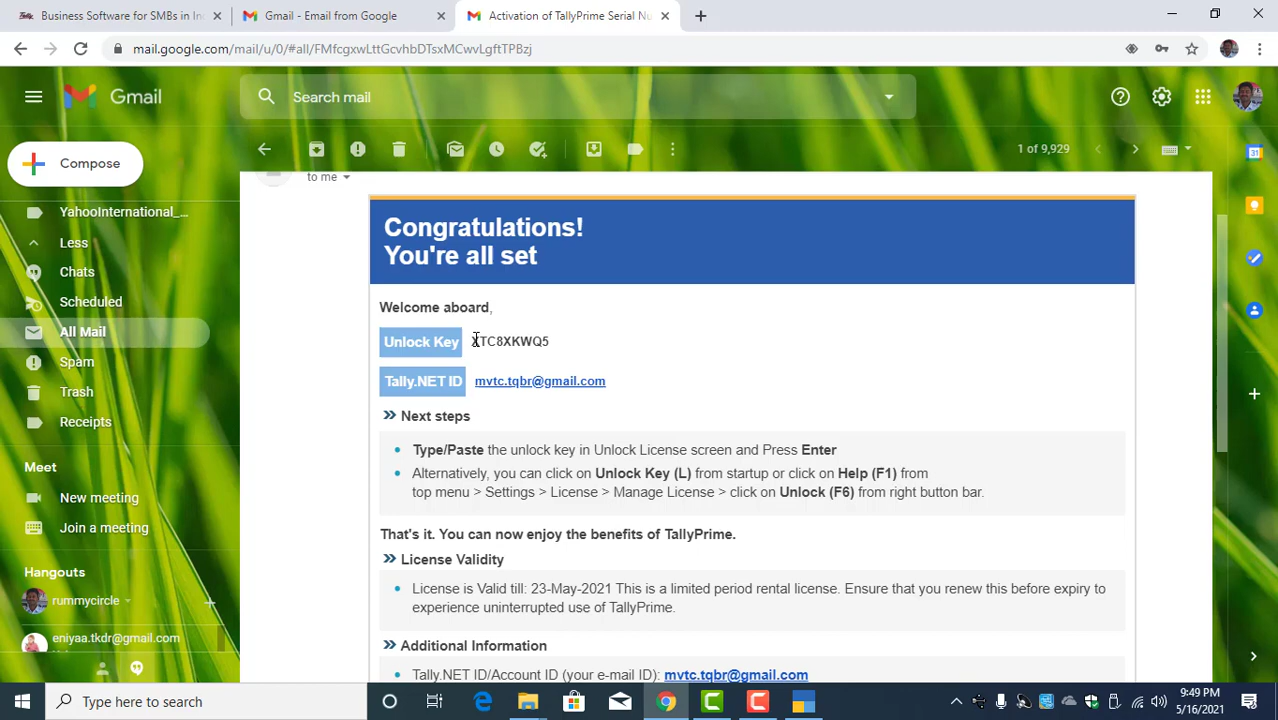 Business Software for SMBs in In
Gmail - Email from Google
Activation of TallyPrime Serial Nu
mail.google.com/mail/u/0/#all/FMfcgxwLttGcvhbDTsxMCwvLgftTPBzj
Gmail
Search mail
Compose
1 of 9,929
to me
YahooInternational_...
Less
Chats
Scheduled
All Mail
Spam
Trash
Receipts
Meet
New meeting
Join a meeting
Hangouts
rummycircle
eniyaa.tkdr@gmail.com
Congratulations!
You're all set
Welcome aboard,
Unlock Key XTC8XKWQ5
Tally.NET ID mvtc.tqbr@gmail.com
Next steps
Type/Paste the unlock key in Unlock License screen and Press Enter
Alternatively, you can click on Unlock Key (L) from startup or click on Help (F1) from
top menu > Settings > License > Manage License > click on Unlock (F6) from right button bar.
That's it. You can now enjoy the benefits of TallyPrime.
License Validity
License is Valid till: 23-May-2021 This is a limited period rental license. Ensure that you renew this before expiry to
experience uninterrupted use of TallyPrime.
Additional Information
Tally.NET ID/Account ID (your e-mail ID): mvtc.tqbr@gmail.com
Type here to search
9:49 PM
5/16/2021